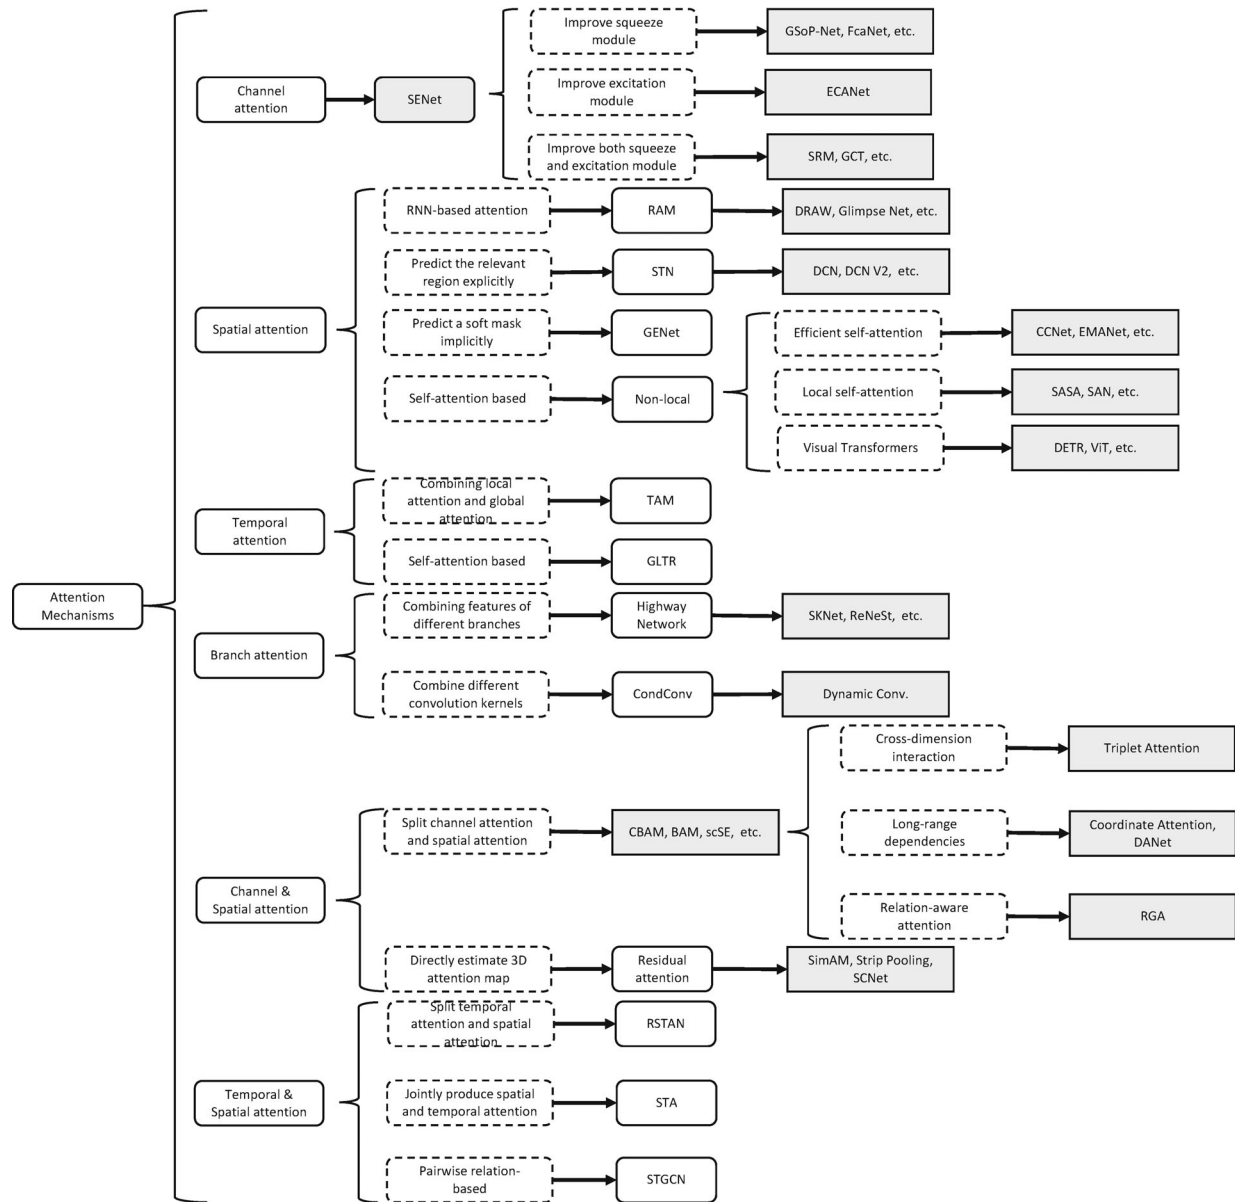 Attention
Mechanisms
Channel
attention
SENet
Improve squeeze
module
GSoP-Net, FcaNet, etc.
Improve excitation
module
ECANet
Improve both squeeze
and excitation module
SRM, GCT, etc.
Spatial attention
RNN-based attention
RAM
DRAW, Glimpse Net, etc.
Predict the relevant
region explicitly
STN
DCN, DCN V2, etc.
Predict a soft mask
implicitly
GENet
Self-attention based
Non-local
Efficient self-attention
CCNet, EMANet, etc.
Local self-attention
SASA, SAN, etc.
Visual Transformers
DETR, ViT, etc.
Temporal
attention
Combining local
attention and global
attention
TAM
Self-attention based
GLTR
Branch attention
Combining features of
different branches
Highway
Network
SKNet, ReNeSt, etc.
Combine different
convolution kernels
CondConv
Dynamic Conv.
Channel &
Spatial attention
Split channel attention
and spatial attention
CBAM, BAM, scSE, etc.
Cross-dimension
interaction
Triplet Attention
Long-range
dependencies
Coordinate Attention,
DANet
Relation-aware
attention
RGA
Directly estimate 3D
attention map
Residual
attention
SimAM, Strip Pooling,
SCNet
Temporal &
Spatial attention
Split temporal
attention and spatial
attention
RSTAN
Jointly produce spatial
and temporal attention
STA
Pairwise relation-
based
STGCN